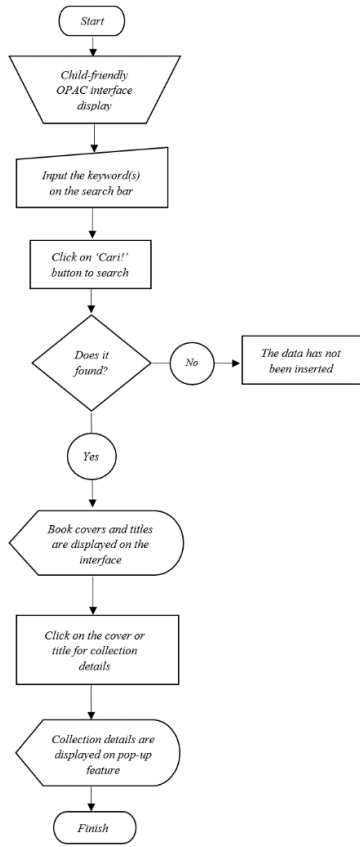 Start
Child-friendly
OPAC interface
display
Input the keyword(s)
on the search bar
Click on ‘Cari!’
button to search
Does it
found?
No
The data has not
been inserted
Yes
Book covers and titles
are displayed on the
interface
Click on the cover or
title for collection
details
Collection details are
displayed on pop-up
feature
Finish